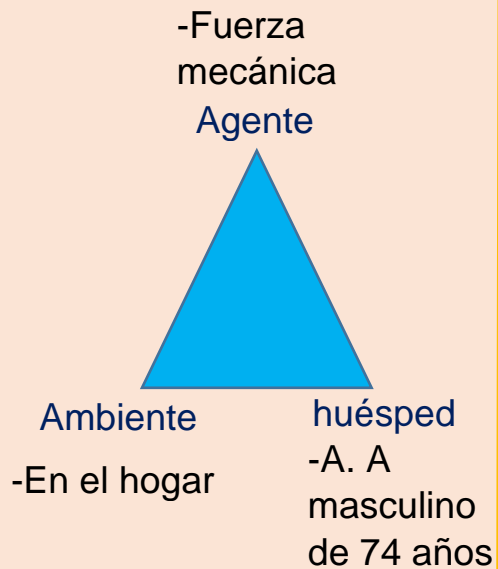 -Fuerza
mecánica
Agente
Ambiente
-En el hogar
huésped
-A. A
masculino
de 74 años